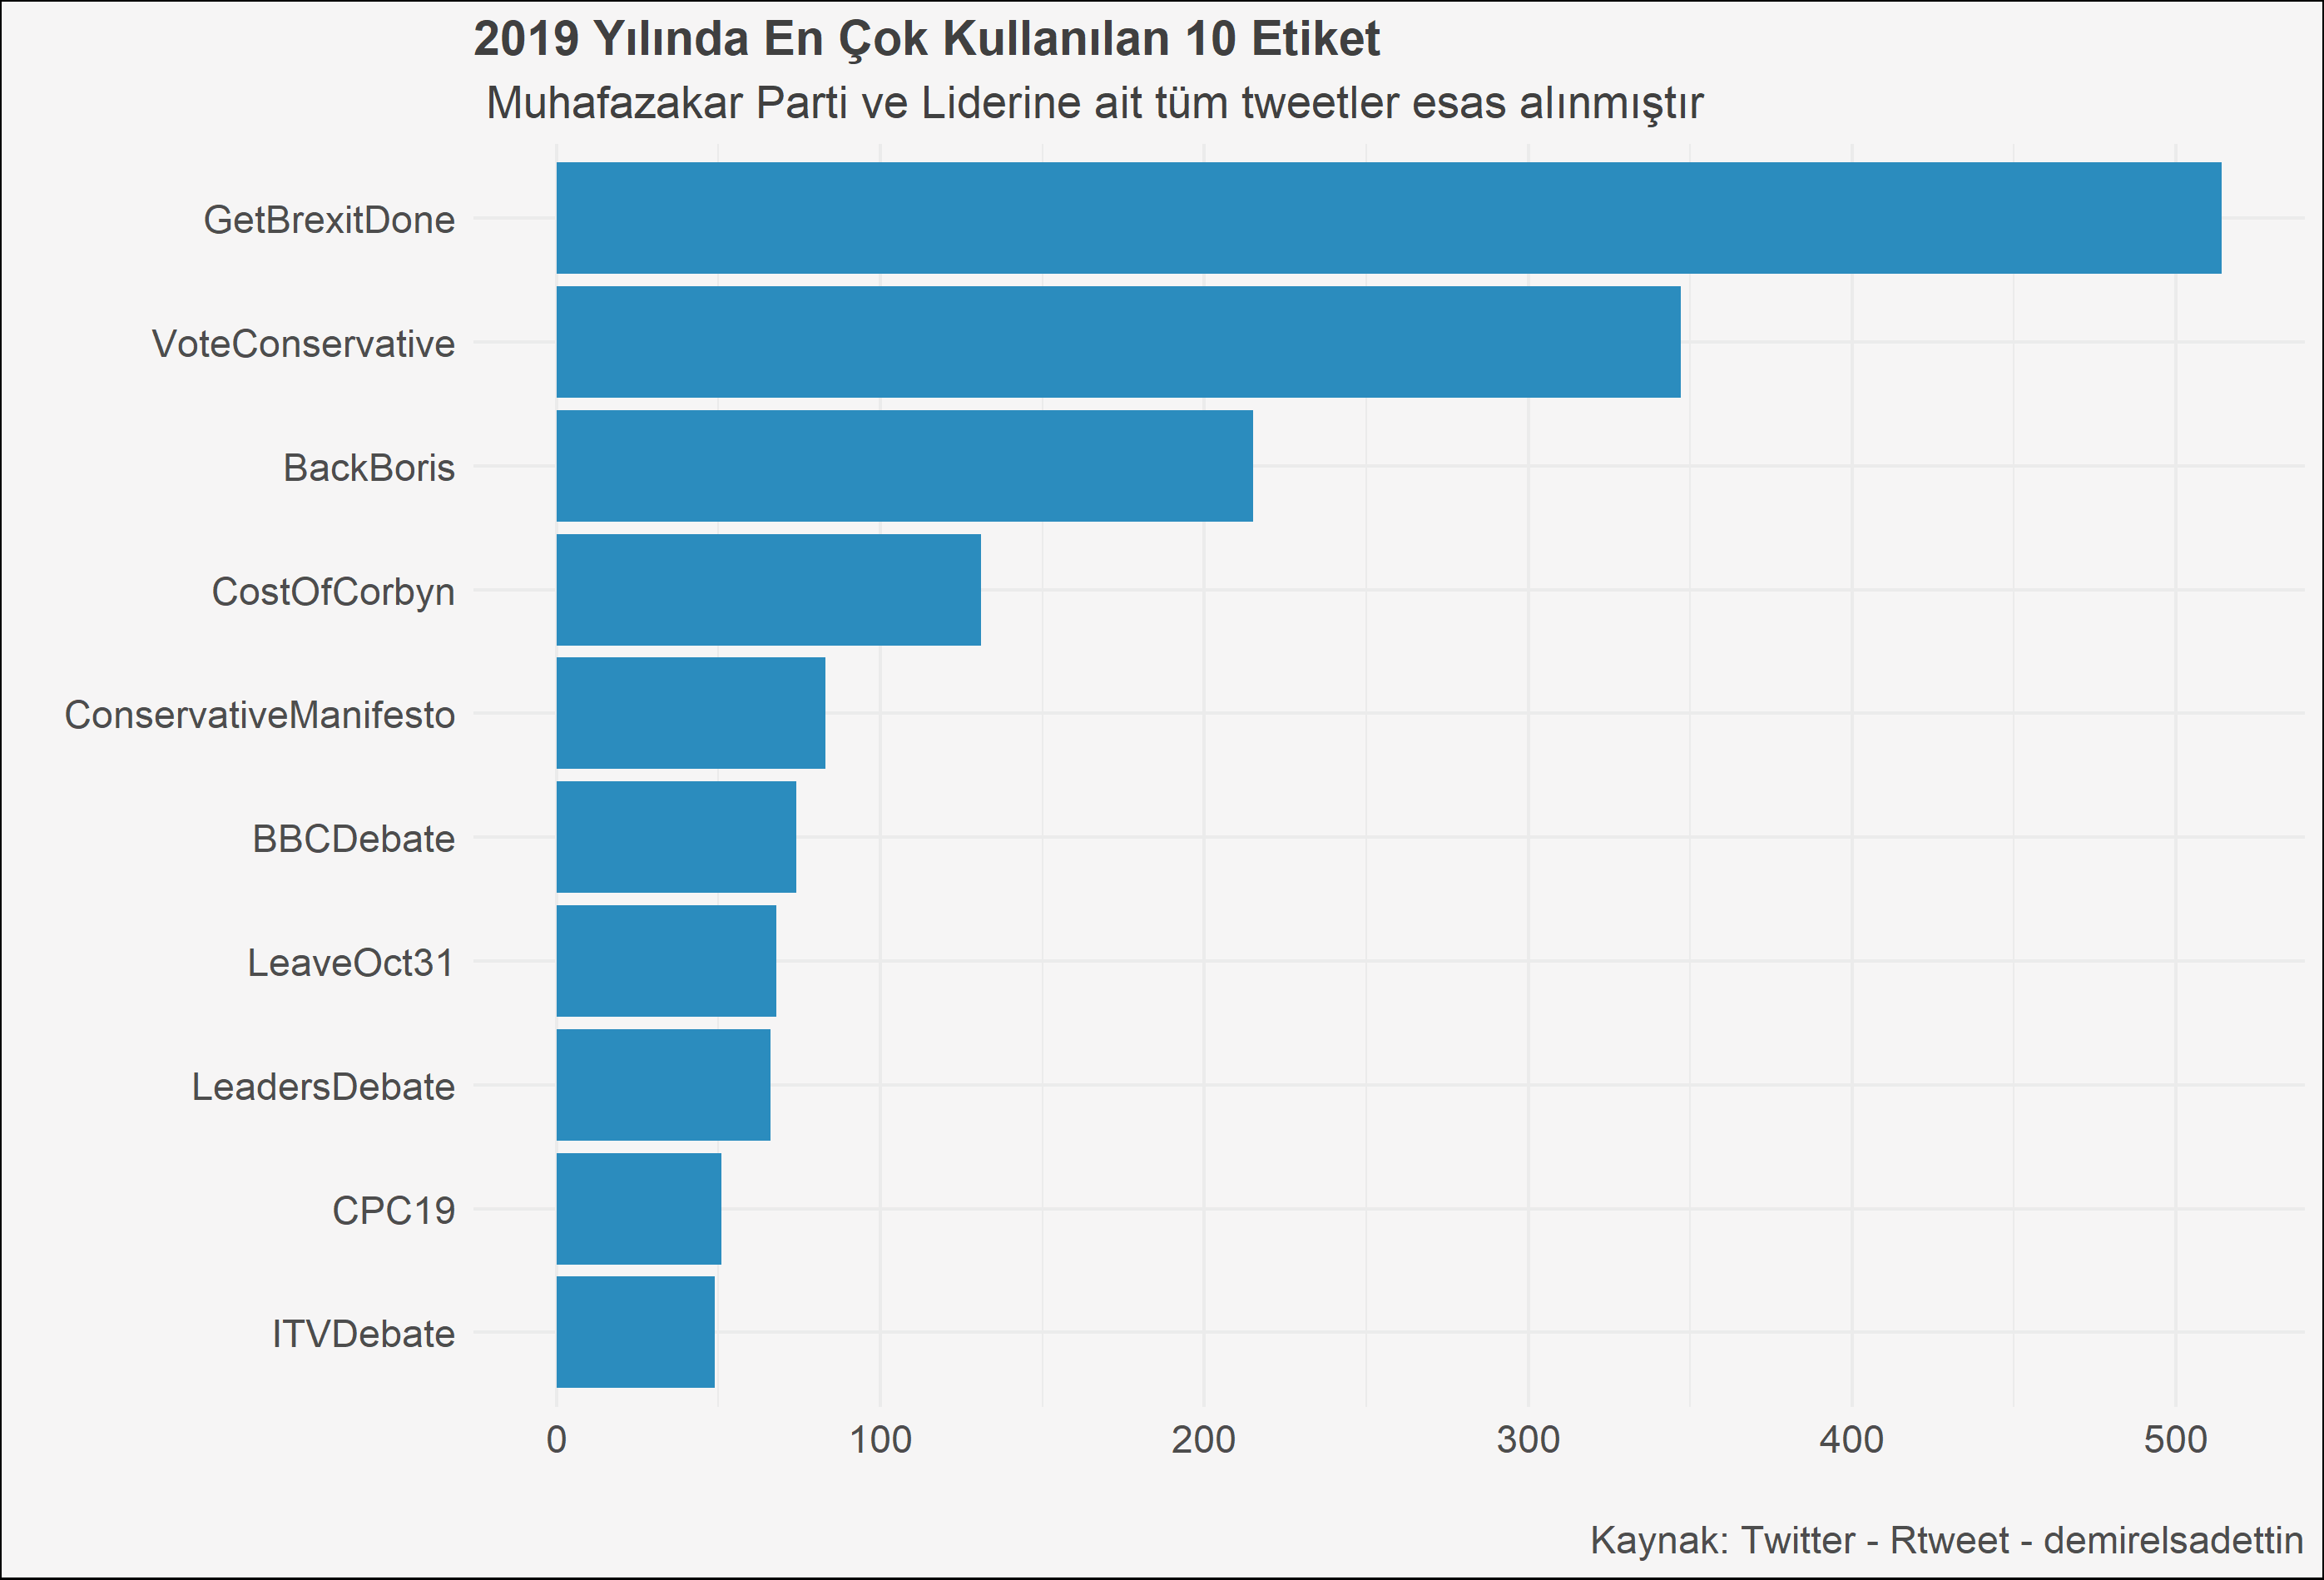 2019 Yılında En Çok Kullanılan 10 Etiket
Muhafazakar Parti ve Liderine ait tüm tweetler esas alınmıştır
GetBrexitDone
VoteConservative
BackBoris
CostOfCorbyn
ConservativeManifesto
BBCDebate
LeaveOct31
LeadersDebate
CPC19
ITVDebate
0 100 200 300 400 500
Kaynak: Twitter - Rtweet - demirelsadettin